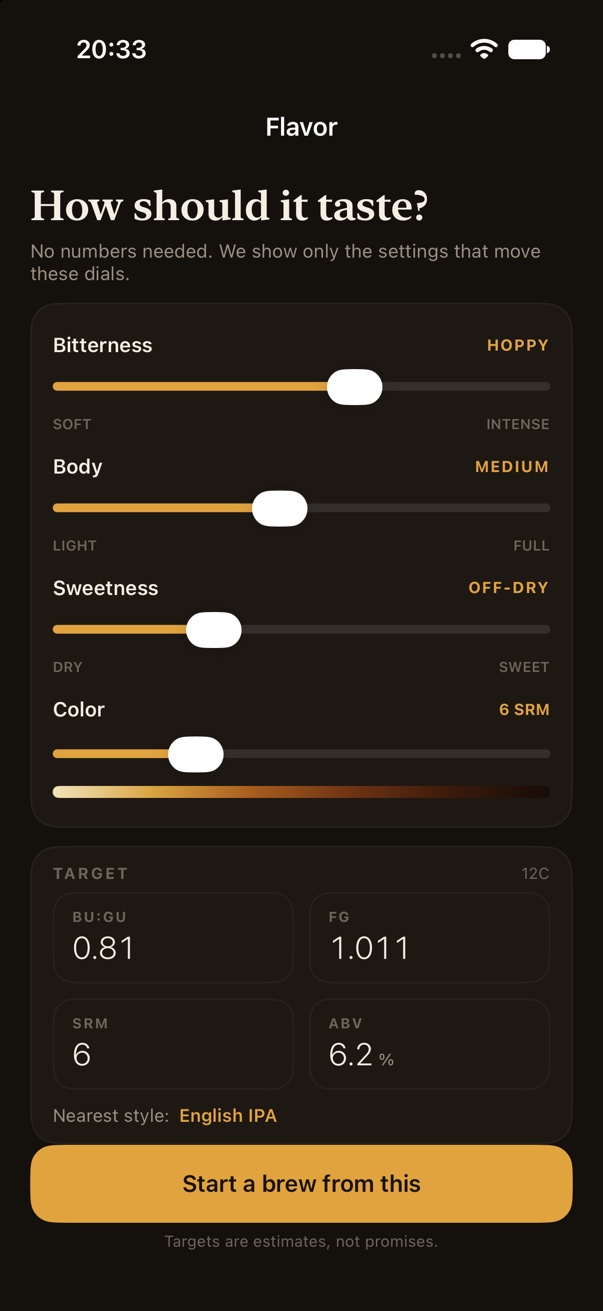 20:33
Flavor
How should it taste?
No numbers needed. We show only the settings that move
these dials.
Bitterness HOPPY
SOFT INTENSE
Body MEDIUM
LIGHT FULL
Sweetness OFF-DRY
DRY SWEET
Color 6 SRM
TARGET 12C
BU:GU FG
0.81 1.011
SRM ABV
6 6.2 %
Nearest style: English IPA
Start a brew from this
Targets are estimates, not promises.